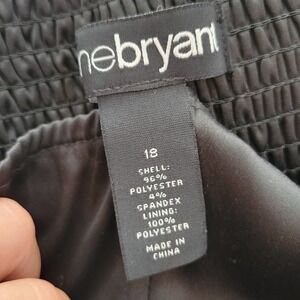 nebryant
18
SHELL:
96%
POLYESTER
4%
SPANDEX
LINING:
100%
POLYESTER
MADE IN
CHINA